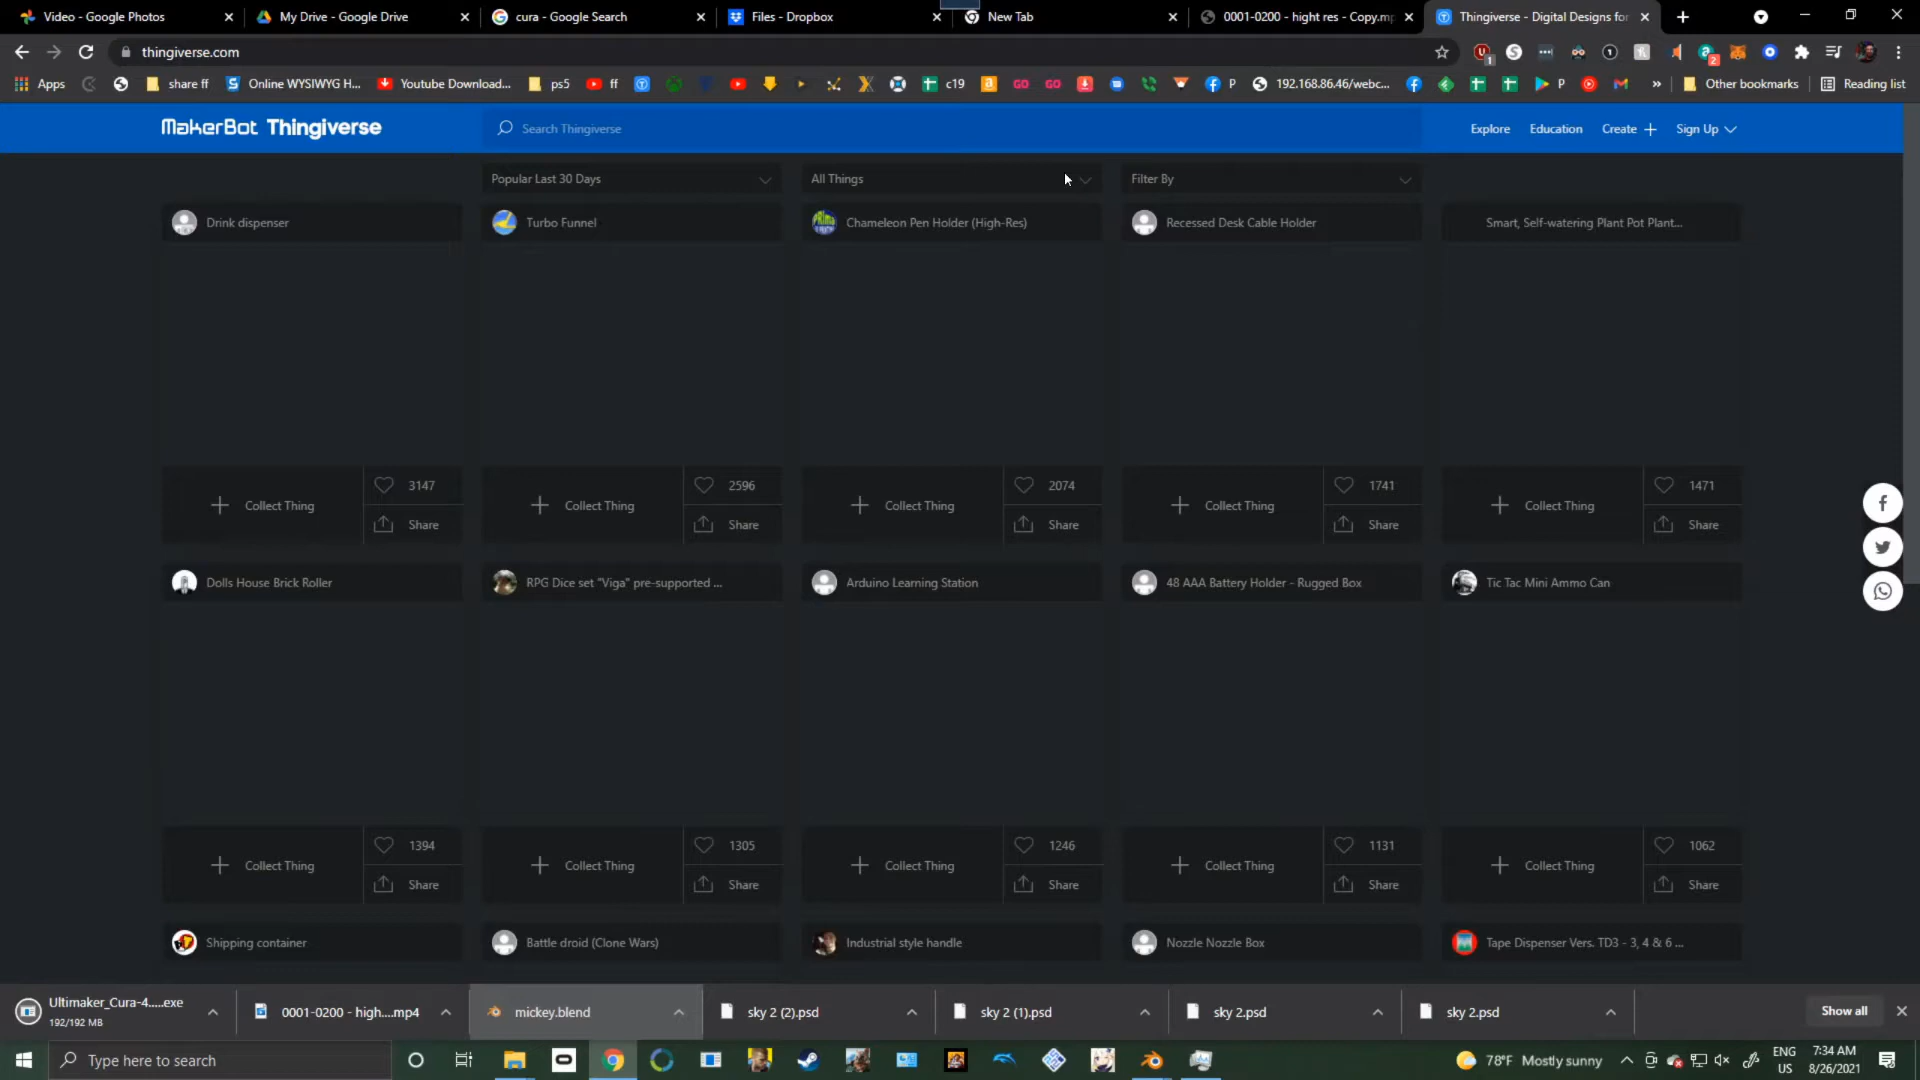 Video - Google Photos My Drive - Google Drive cura - Google Search Files - Dropbox New Tab 0001-0200 - hight res - Copy.mp Thingiverse - Digital Designs for
thingiverse.com
Apps share ff Online WYSIWYG H... Youtube Download... ps5 ff c19 GO GO P 192.168.86.46/webc... P » Other bookmarks Reading list
MakerBot Thingiverse Search Thingiverse Explore Education Create Sign Up
Popular Last 30 Days All Things Filter By
Drink dispenser Turbo Funnel Chameleon Pen Holder (High-Res) Recessed Desk Cable Holder Smart, Self-watering Plant Pot Plant...
3147 2596 2074 1741 1471
Collect Thing Collect Thing Collect Thing Collect Thing Collect Thing
Share Share Share Share Share
Dolls House Brick Roller RPG Dice set "Viga" pre-supported ... Arduino Learning Station 48 AAA Battery Holder - Rugged Box Tic Tac Mini Ammo Can
1394 1305 1246 1131 1062
Collect Thing Collect Thing Collect Thing Collect Thing Collect Thing
Share Share Share Share Share
Shipping container Battle droid (Clone Wars) Industrial style handle Nozzle Nozzle Box Tape Dispenser Vers. TD3 - 3, 4 & 6 ...
Ultimaker_Cura-4.....exe
192/192 MB
0001-0200 - high....mp4 mickey.blend sky 2 (2).psd sky 2 (1).psd sky 2.psd sky 2.psd Show all
Type here to search 78°F Mostly sunny
ENG
US
7:34 AM
8/26/2021